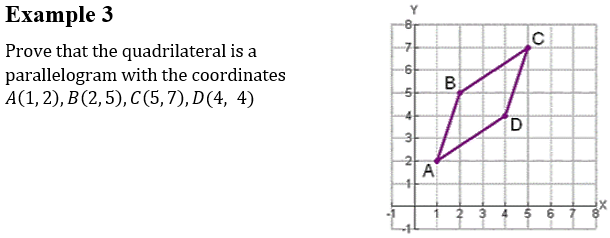 Example 3
Prove that the quadrilateral is a
parallelogram with the coordinates
A(1, 2), B(2, 5), C(5, 7), D(4, 4)
Y
8
7
6
5
4
3
2
1
-1
C
B
D
A
-1 1 2 3 4 5 6 7 8 X